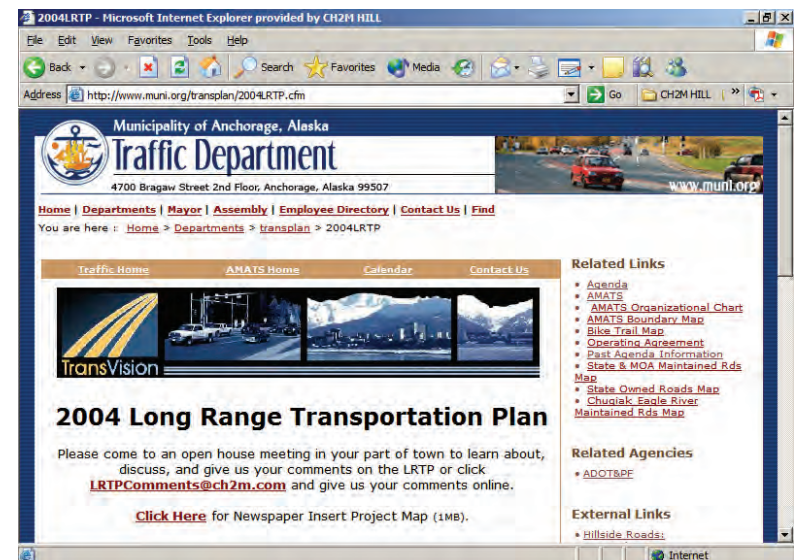 2004LRTP - Microsoft Internet Explorer provided by CH2M HILL
File Edit View Favorites Tools Help
Back Search Favorites Media
Address http://www.muni.org/transplan/2004LRTP.cfm Go CH2M HILL »
Municipality of Anchorage, Alaska
Traffic Department
4700 Bragaw Street 2nd Floor, Anchorage, Alaska 99507
www.muni.org
Home | Departments | Mayor | Assembly | Employee Directory | Contact Us | Find
You are here : Home > Departments > transplan > 2004LRTP
Traffic Home AMATS Home Calendar Contact Us
TransVision
2004 Long Range Transportation Plan
Please come to an open house meeting in your part of town to learn about,
discuss, and give us your comments on the LRTP or click
LRTPComments@ch2m.com and give us your comments online.
Click Here for Newspaper Insert Project Map (1MB).
Related Links
• Agenda
• AMATS
• AMATS Organizational Chart
• AMATS Boundary Map
• Bike Trail Map
• Operating Agreement
• Past Agenda Information
• State & MOA Maintained Rds
Map
• State Owned Roads Map
• Chugiak Eagle River
Maintained Rds Map
Related Agencies
• ADOT&PF
External Links
• Hillside Roads:
Internet